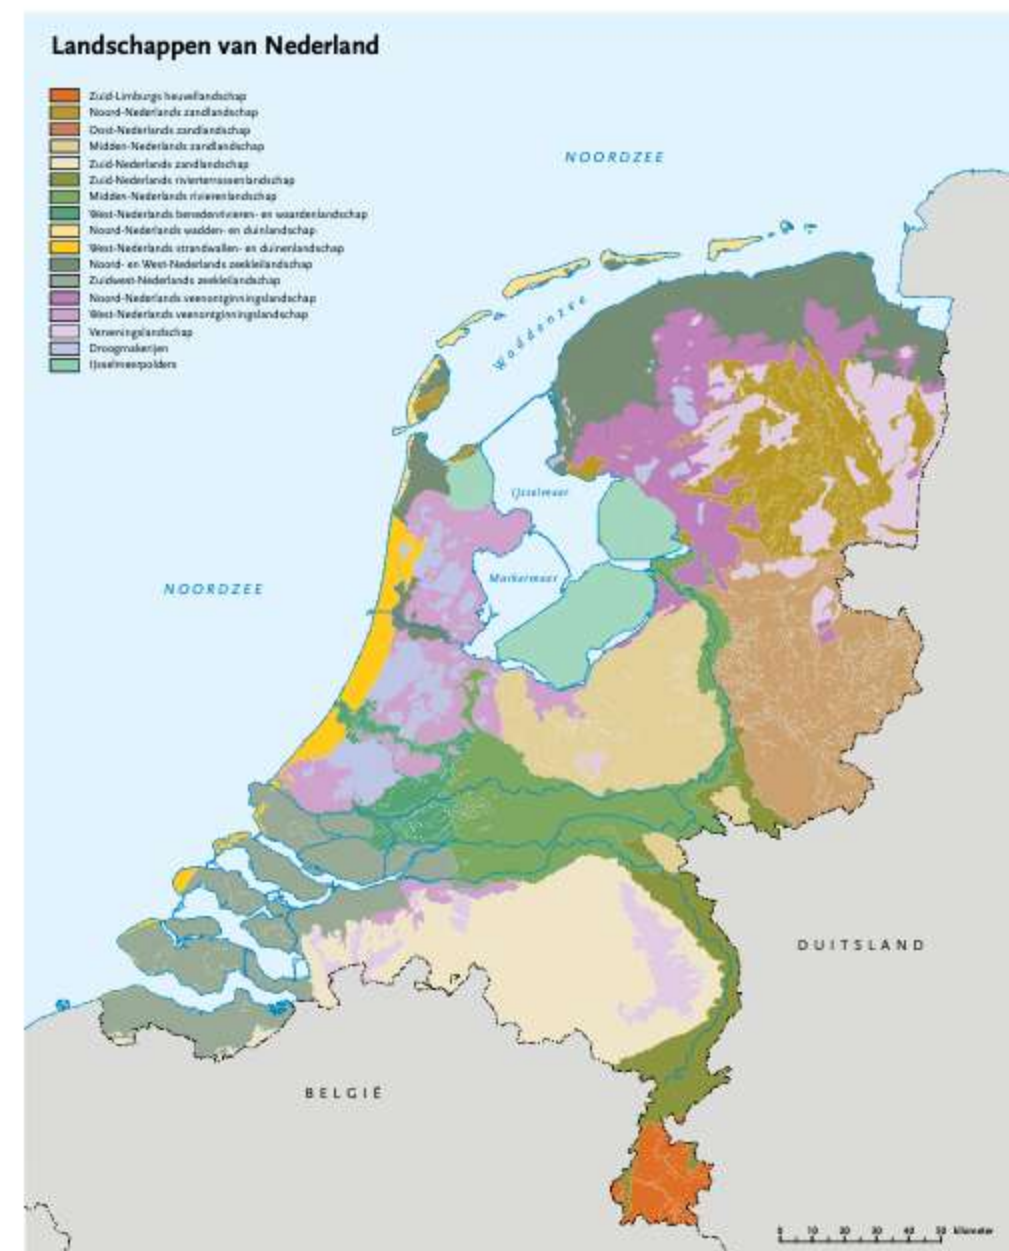 Landschappen van Nederland
Zuid-Limburgs heuvellandschap
Noord-Nederlands zandlandschap
Oost-Nederlands zandlandschap
Midden-Nederlands zandlandschap
Zuid-Nederlands zandlandschap
Zuid-Nederlands rivierterrassenlandschap
Midden-Nederlands rivierenlandschap
West-Nederlands benedenrivieren- en waardenlandschap
Noord-Nederlands wadden- en duinlandschap
West-Nederlands strandwallen- en duinenlandschap
Noord- en West-Nederlands zeekleilandschap
Zuidwest-Nederlands zeekleilandschap
Noord-Nederlands veenontginningslandschap
West-Nederlands veenontginningslandschap
Verveningslandschap
Droogmakerijen
IJsselmeerpolders
NOORDZEE
Waddenzee
IJsselmeer
Markermeer
NOORDZEE
DUITSLAND
BELGIË
0 10 20 30 40 50 kilometer